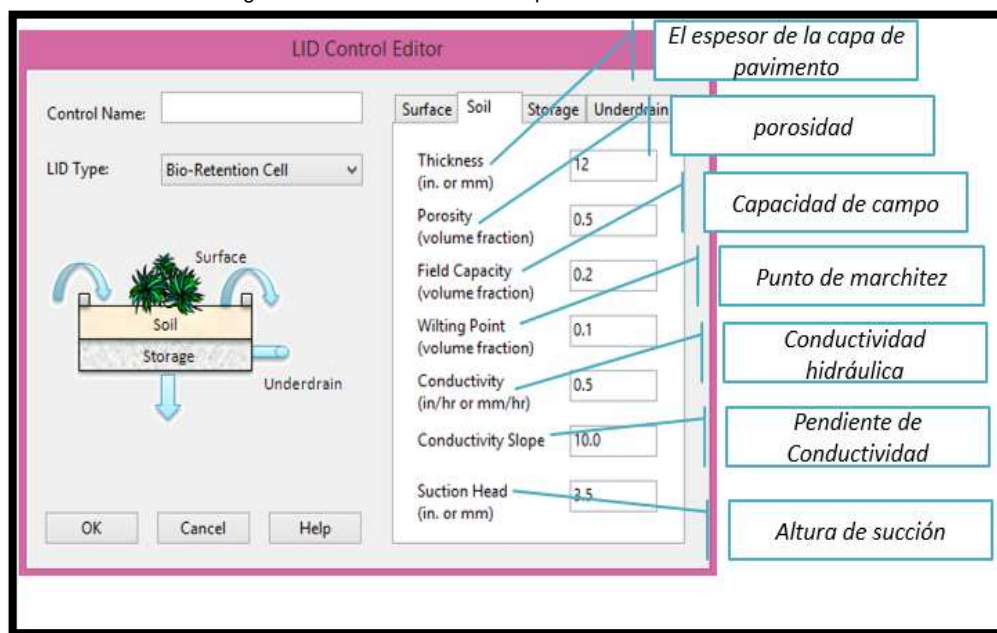 LID Control Editor
El espesor de la capa de
pavimento
Control Name:
Surface Soil Storage Underdrain
porosidad
LID Type: Bio-Retention Cell
Thickness 12
(in. or mm)
Capacidad de campo
Porosity 0.5
(volume fraction)
Surface
Field Capacity 0.2
(volume fraction)
Punto de marchitez
Soil
Wilting Point 0.1
(volume fraction)
Storage
Conductividad
hidráulica
Underdrain
Conductivity 0.5
(in/hr or mm/hr)
Pendiente de
Conductividad
Conductivity Slope 10.0
Suction Head 3.5
(in. or mm)
Altura de succión
OK Cancel Help